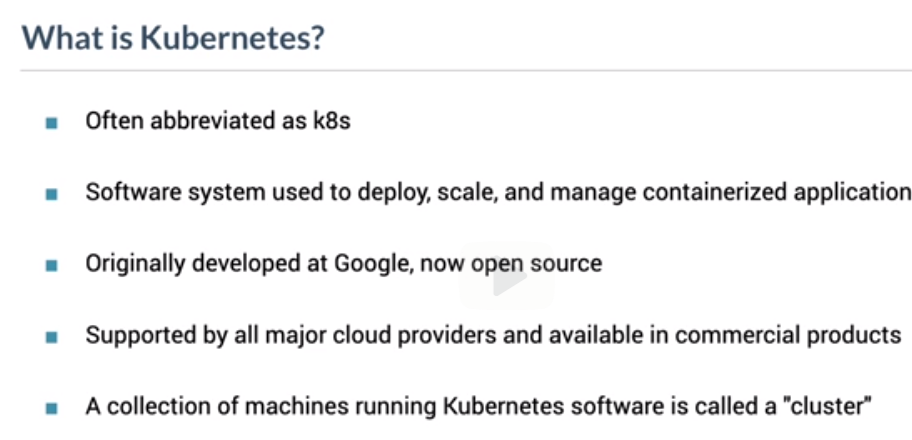 What is Kubernetes?
Often abbreviated as k8s
Software system used to deploy, scale, and manage containerized application
Originally developed at Google, now open source
Supported by all major cloud providers and available in commercial products
A collection of machines running Kubernetes software is called a "cluster"